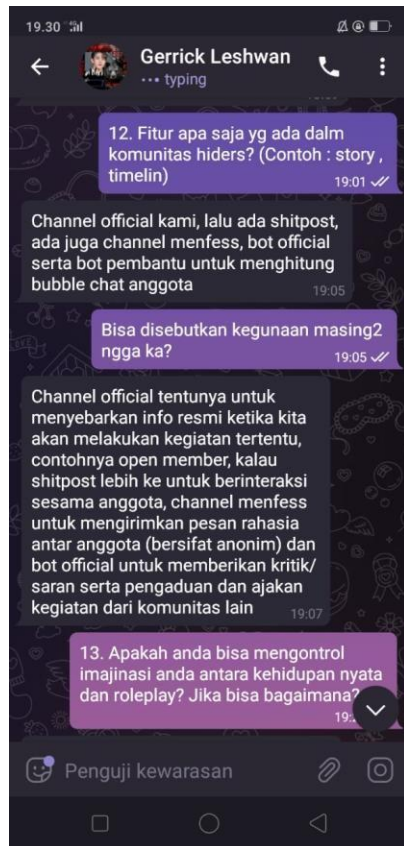 19.30
Gerrick Leshwan
typing
12. Fitur apa saja yg ada dalm
komunitas hiders? (Contoh : story ,
timelin)
19:01
Channel official kami, lalu ada shitpost,
ada juga channel menfess, bot official
serta bot pembantu untuk menghitung
bubble chat anggota
19:05
Bisa disebutkan kegunaan masing2
ngga ka?
19:05
Channel official tentunya untuk
menyebarkan info resmi ketika kita
akan melakukan kegiatan tertentu,
contohnya open member, kalau
shitpost lebih ke untuk berinteraksi
sesama anggota, channel menfess
untuk mengirimkan pesan rahasia
antar anggota (bersifat anonim) dan
bot official untuk memberikan kritik/
saran serta pengaduan dan ajakan
kegiatan dari komunitas lain
19:07
13. Apakah anda bisa mengontrol
imajinasi anda antara kehidupan nyata
dan roleplay? Jika bisa bagaimana?
Penguji kewarasan